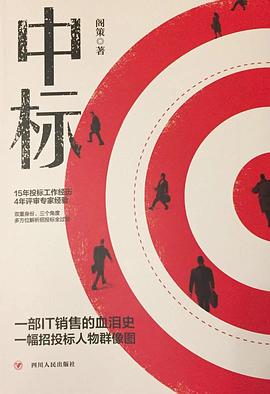 中标
阁策 著
15年投标工作经历
4年评审专家经验
双重身份、三个角度
多方位解析招投标全过程
一部IT销售的血泪史
一幅招投标人物群像图
四川人民出版社